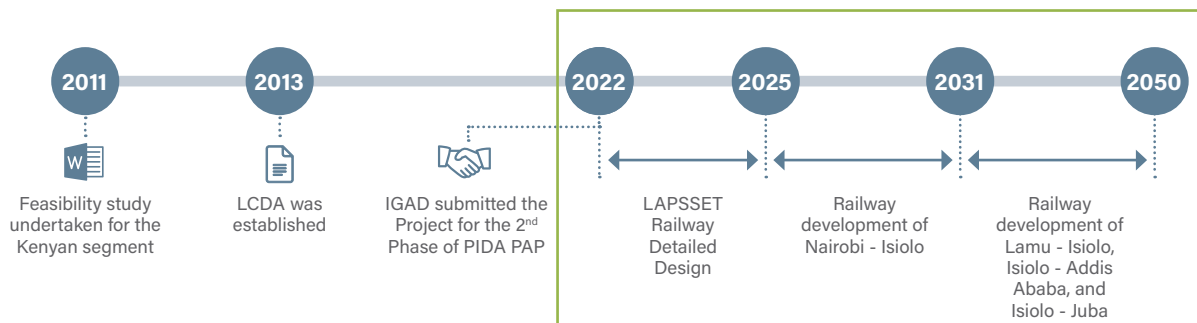 2011
2013
2022
2025
2031
2050
W
Feasibility study
undertaken for the
Kenyan segment
LCDA was
established
IGAD submitted the
Project for the 2nd
Phase of PIDA PAP
LAPSSET
Railway
Detailed
Design
Railway
development of
Nairobi - Isiolo
Railway
development of
Lamu - Isiolo,
Isiolo - Addis
Ababa, and
Isiolo - Juba